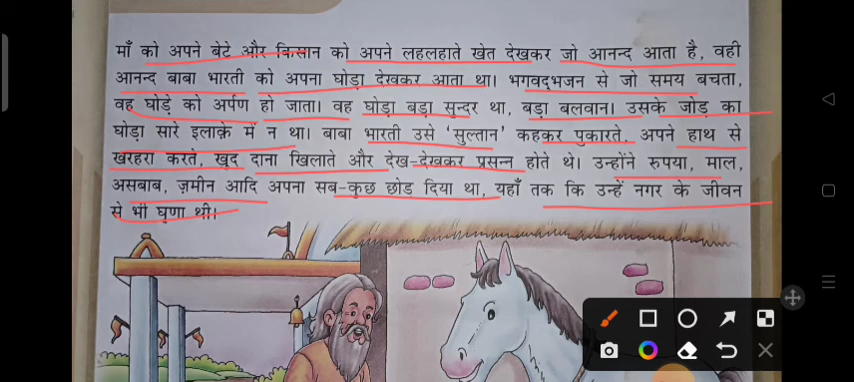 माँ को अपने बेटे और किसान को अपने लहलहाते खेत देखकर जो आनन्द आता है, वही
आनन्द बाबा भारती को अपना घोड़ा देखकर आता था। भगवद्‌भजन से जो समय बचता,
वह घोड़े को अर्पण हो जाता। वह घोड़ा बड़ा सुन्दर था, बड़ा बलवान। उसके जोड़ का
घोड़ा सारे इलाक़े में न था। बाबा भारती उसे ‘सुल्तान’ कहकर पुकारते, अपने हाथ से
खरहरा करते, खुद दाना खिलाते और देख-देखकर प्रसन्न होते थे। उन्होंने रुपया, माल,
असबाब, ज़मीन आदि अपना सब-कुछ छोड़ दिया था, यहाँ तक कि उन्हें नगर के जीवन
से भी घृणा थी।